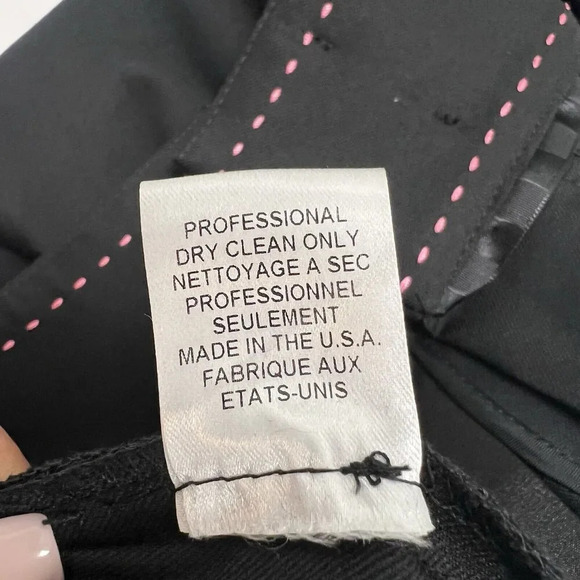 PROFESSIONAL
DRY CLEAN ONLY
NETTOYAGE A SEC
PROFESSIONNEL
SEULEMENT
MADE IN THE U.S.A.
FABRIQUE AUX
ETATS-UNIS